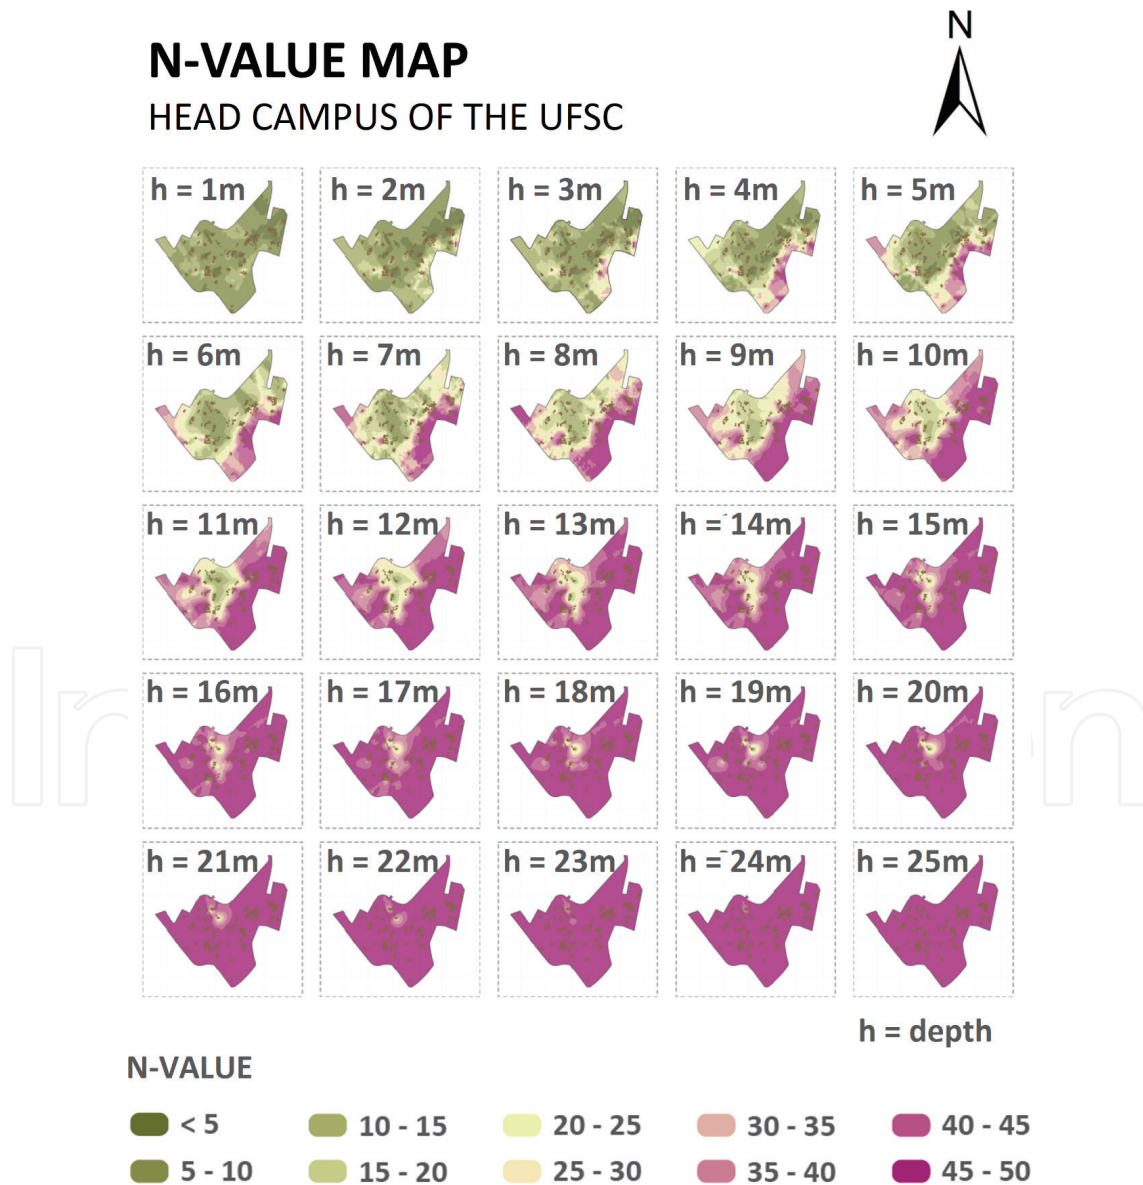 N
N-VALUE MAP
HEAD CAMPUS OF THE UFSC
h = 1m
h = 2m
h = 3m
h = 4m
h = 5m
h = 6m
h = 7m
h = 8m
h = 9m
h = 10m
h = 11m
h = 12m
h = 13m
h = 14m
h = 15m
h = 16m
h = 17m
h = 18m
h = 19m
h = 20m
h = 21m
h = 22m
h = 23m
h = 24m
h = 25m
h = depth
N-VALUE
< 5
10 - 15
20 - 25
30 - 35
40 - 45
5 - 10
15 - 20
25 - 30
35 - 40
45 - 50